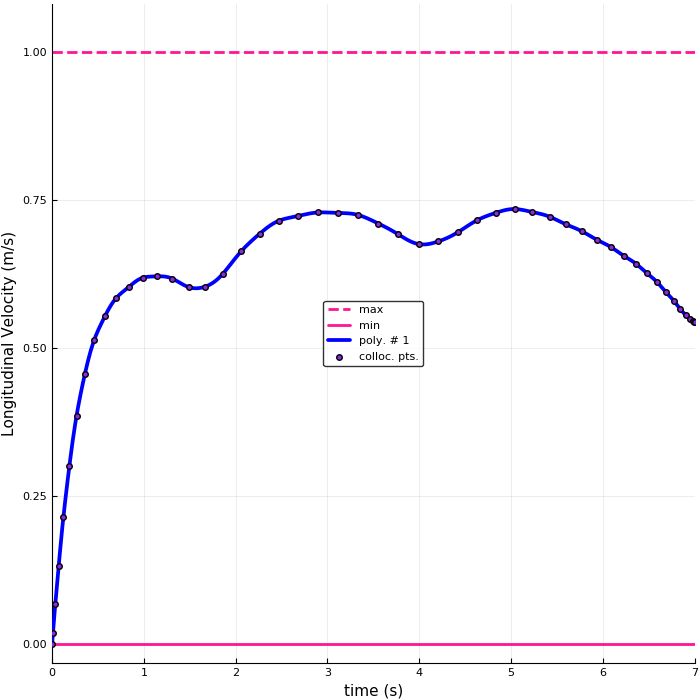 1.00
0.75
0.50
0.25
0.00
Longitudinal Velocity (m/s)
max
min
poly. # 1
colloc. pts.
0 1 2 3 4 5 6 7
time (s)